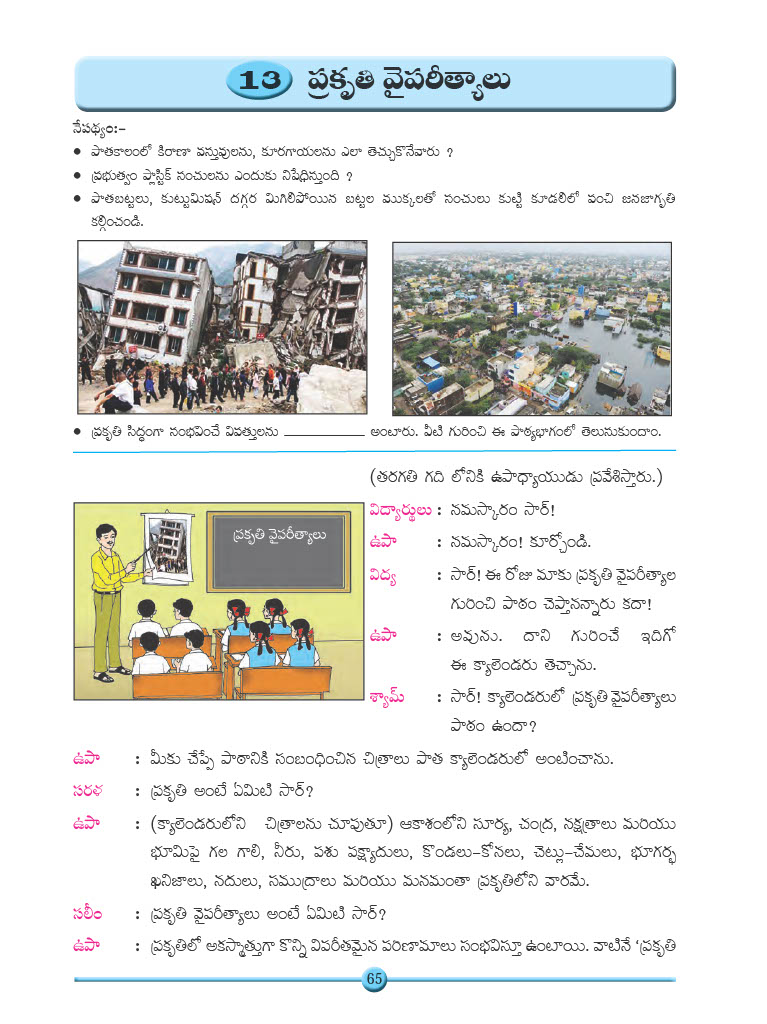 13 ప్రకృతి వైపరీత్యాలు
నేపథ్యం:-
• పాతకాలంలో కిరాణా వస్తువులను, కూరగాయలను ఎలా తెచ్చుకొనేవారు ?
• ప్రభుత్వం ప్లాస్టిక్ సంచులను ఎందుకు నిషేధిస్తుంది ?
• పాతబట్టలు, కుట్టుమిషన్ దగ్గర మిగిలిపోయిన బట్టల ముక్కలతో సంచులు కుట్టి కూడలిలో పంచి జనజాగృతి
కల్గించండి.
• ప్రకృతి సిద్ధంగా సంభవించే విపత్తులను ____________ అంటారు. వీటి గురించి ఈ పాఠ్యభాగంలో తెలుసుకుందాం.
(తరగతి గది లోనికి ఉపాధ్యాయుడు ప్రవేశిస్తారు.)
ప్రకృతి వైపరీత్యాలు
విద్యార్థులు : నమస్కారం సార్!
ఉపా : నమస్కారం! కూర్చోండి.
విద్య : సార్! ఈ రోజు మాకు ప్రకృతి వైపరీత్యాల
గురించి పాఠం చెప్తానన్నారు కదా!
ఉపా : అవును. దాని గురించే ఇదిగో
ఈ క్యాలెండరు తెచ్చాను.
శ్యామ్ : సార్! క్యాలెండరులో ప్రకృతి వైపరీత్యాలు
పాఠం ఉందా?
ఉపా : మీకు చేప్పే పాఠానికి సంబంధించిన చిత్రాలు పాత క్యాలెండరులో అంటించాను.
సరళ : ప్రకృతి అంటే ఏమిటి సార్?
ఉపా : (క్యాలెండరులోని చిత్రాలను చూపుతూ) ఆకాశంలోని సూర్య, చంద్ర, నక్షత్రాలు మరియు
భూమిపై గల గాలి, నీరు, పశు పక్ష్యాదులు, కొండలు-కోనలు, చెట్లు-చేమలు, భూగర్భ
ఖనిజాలు, నదులు, సముద్రాలు మరియు మనమంతా ప్రకృతిలోని వారమే.
సలీం : ప్రకృతి వైపరీత్యాలు అంటే ఏమిటి సార్?
ఉపా : ప్రకృతిలో అకస్మాత్తుగా కొన్ని విపరీతమైన పరిణామాలు సంభవిస్తూ ఉంటాయి. వాటినే ‘ప్రకృతి
65